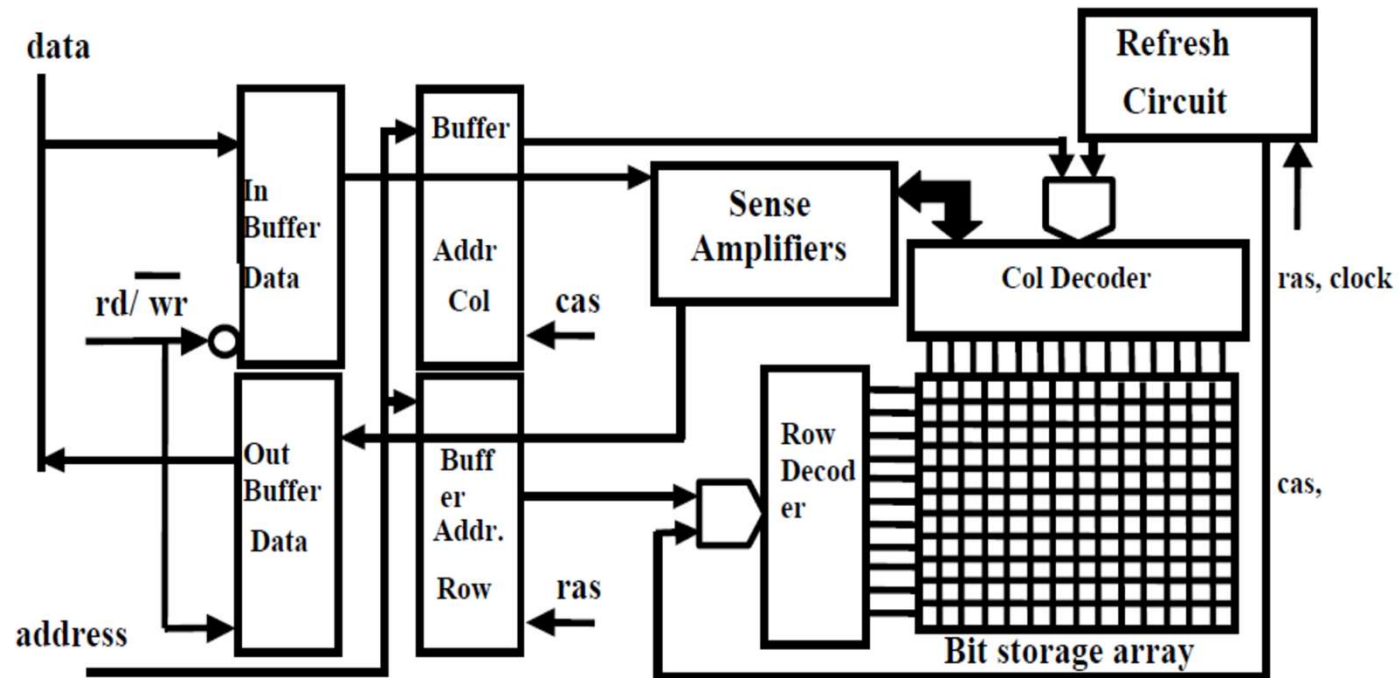 data
Refresh
Circuit
In
Buffer
Data
Buffer
Addr
Col
Sense
Amplifiers
Col Decoder
ras, clock
rd/ wr
cas
Out
Buffer
Data
Buff
er
Addr.
Row
Row
Decod
er
cas,
ras
address
Bit storage array